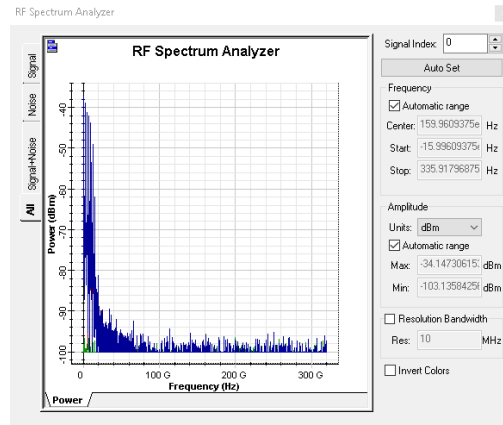 RF Spectrum Analyzer
RF Spectrum Analyzer
Signal
Noise
Signal+Noise
All
Power (dBm)
-40
-50
-60
-70
-80
-90
-100
0
100 G
200 G
300 G
Frequency (Hz)
Power
Signal Index: 0
Auto Set
Frequency
Automatic range
Center: 159.9609375e Hz
Start: -15.99609375e Hz
Stop: 335.91796875 Hz
Amplitude
Units: dBm
Automatic range
Max: -34.147306153 dBm
Min: -103.13584256 dBm
Resolution Bandwidth
Res: 10 MHz
Invert Colors